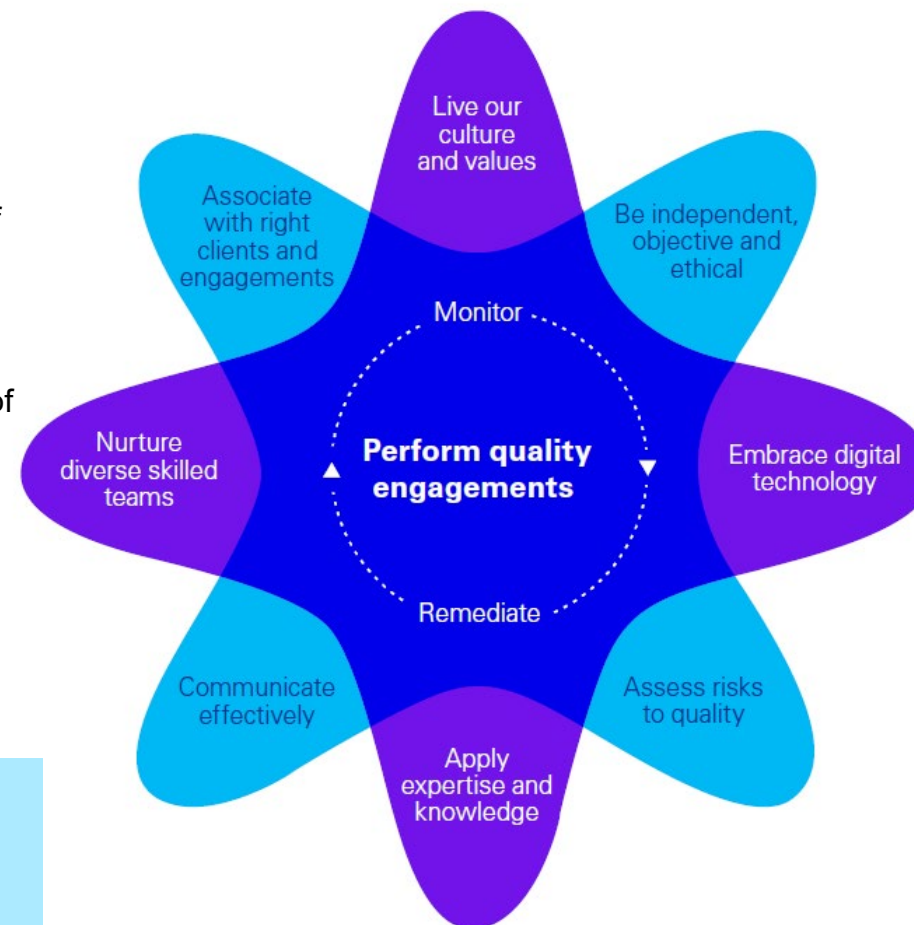 Live our
culture
and values
Associate
with right
clients and
engagements
Be independent,
objective and
ethical
of
Monitor
Nurture
diverse skilled
teams
Perform quality
engagements
Embrace digital
technology
Remediate
Communicate
effectively
Assess risks
to quality
Apply
expertise and
knowledge